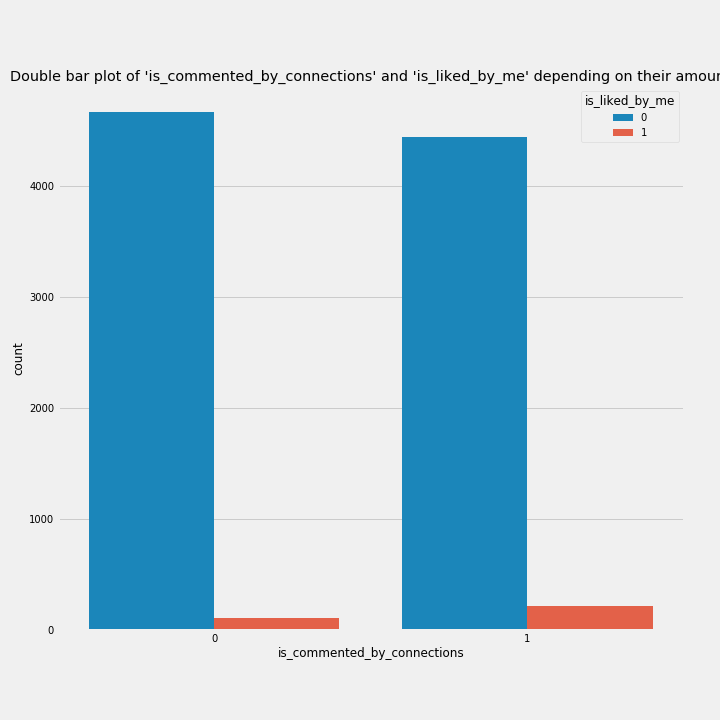 Double bar plot of 'is_commented_by_connections' and 'is_liked_by_me' depending on their
is_liked_by_me
0
1
4000
3000
2000
1000
0
count
0 1
is_commented_by_connections